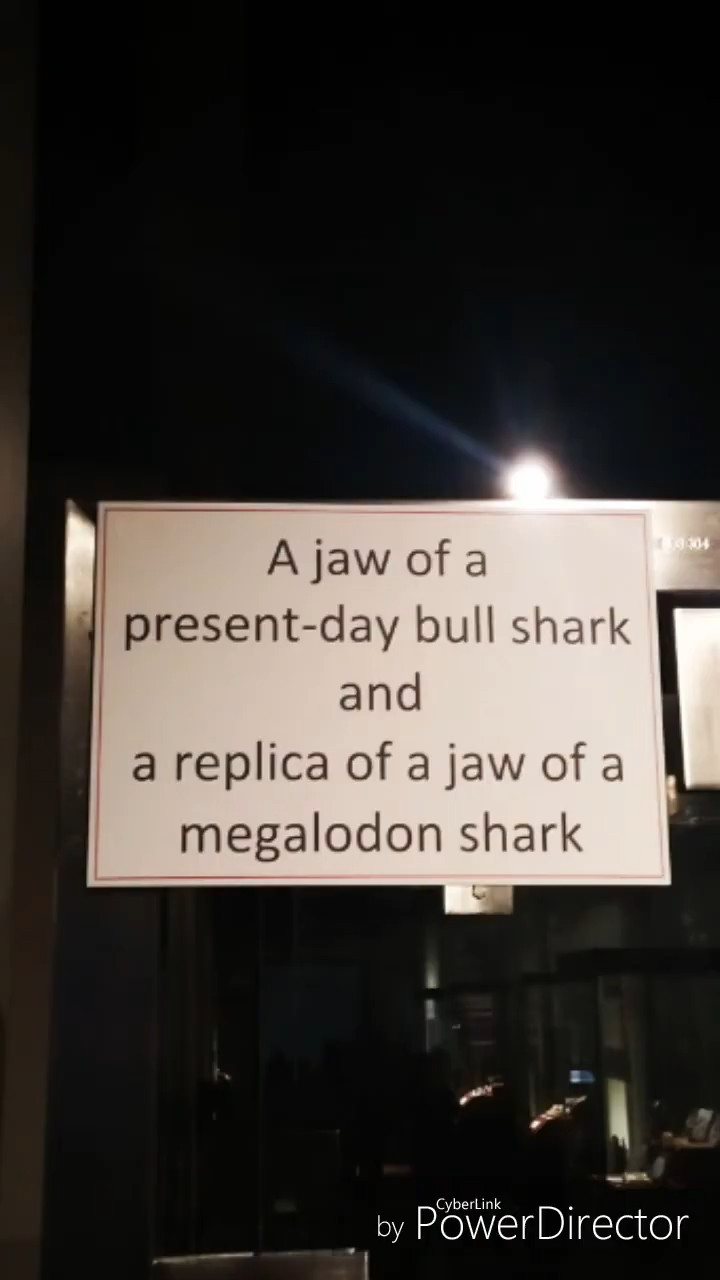 A jaw of a
present-day bull shark
and
a replica of a jaw of a
megalodon shark
CyberLink
by PowerDirector